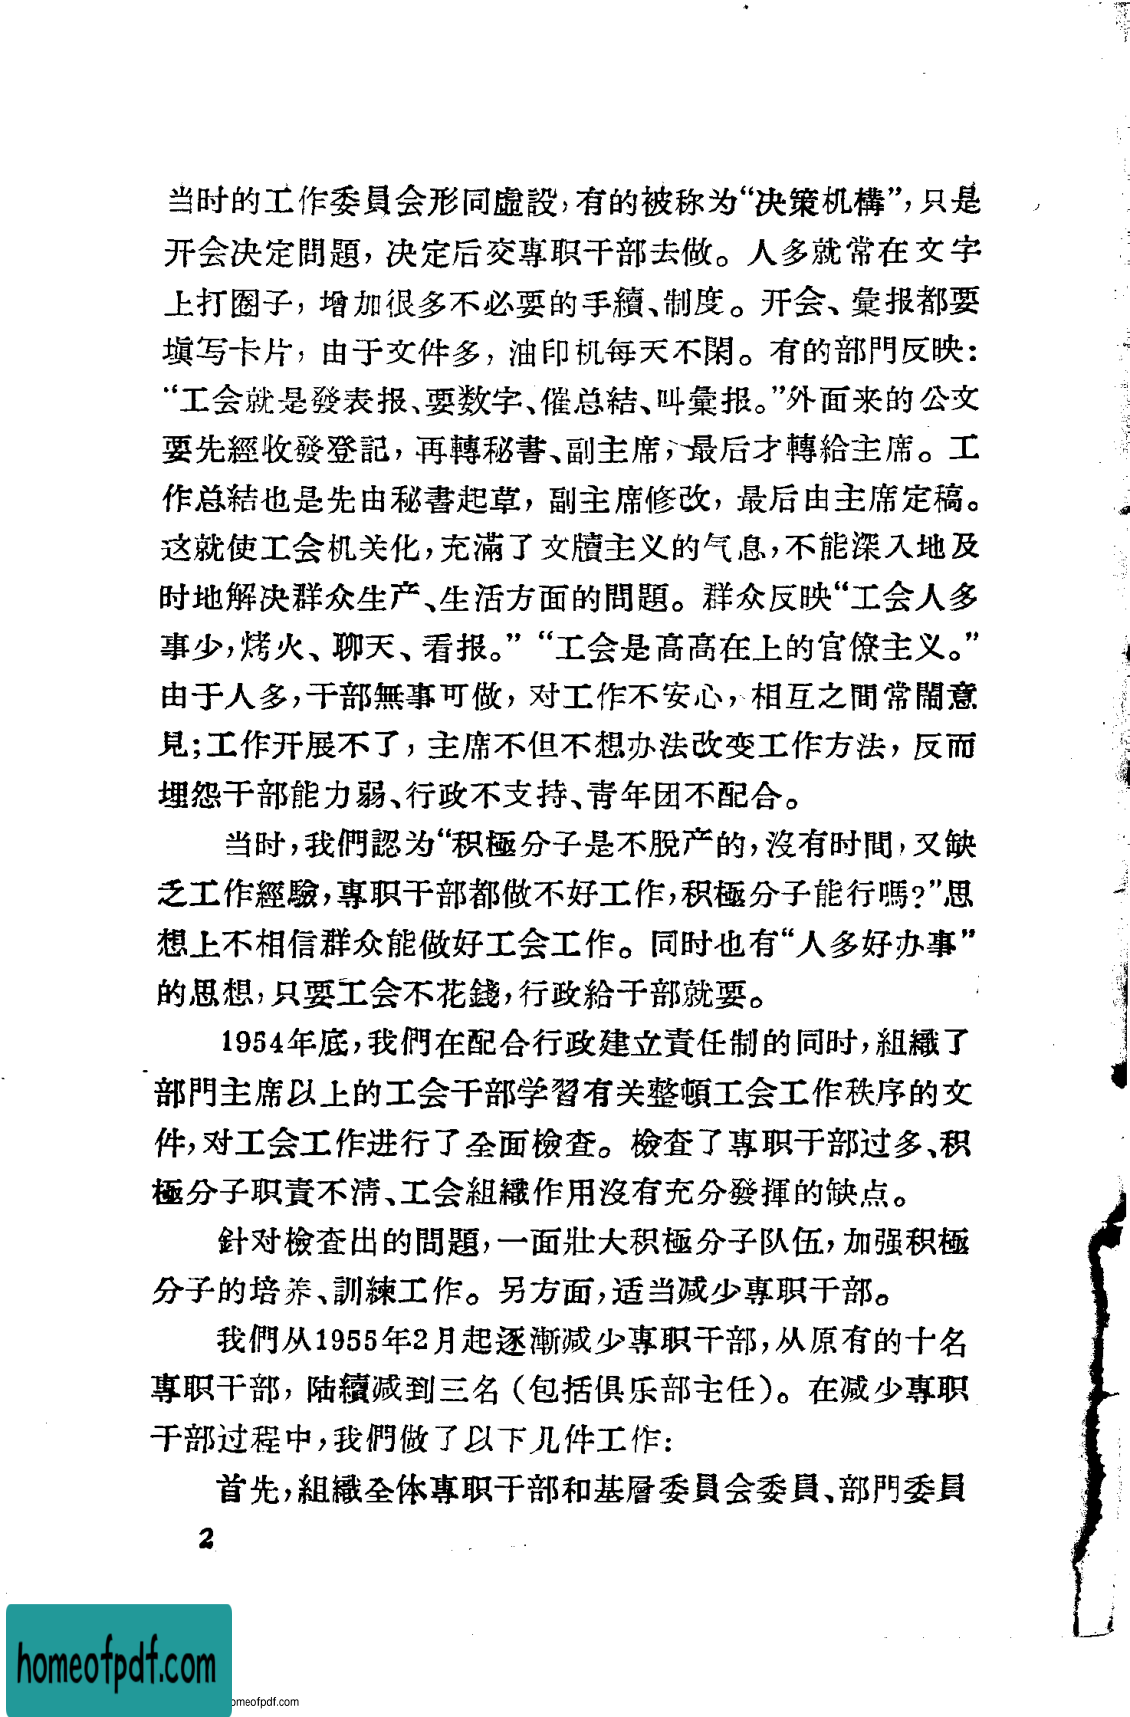 当时的工作委員会形同虛設，有的被称为“决策机構”，只是
开会决定問題，决定后交專职干部去做。人多就常在文字
上打圈子，增加很多不必要的手續、制度。开会、彙报都要
塡写卡片，由于文件多，油印机每天不閑。有的部門反映：
“工会就是發表报、要数字、催总結、叫彙报。”外面来的公文
要先經收發登記，再轉秘書、副主席，最后才轉給主席。工
作总結也是先由秘書起草，副主席修改，最后由主席定稿。
这就使工会机关化，充滿了文牘主义的气息，不能深入地及
时地解决群众生产、生活方面的問題。群众反映“工会人多
事少，烤火、聊天、看报。”“工会是高高在上的官僚主义。”
由于人多，干部無事可做，对工作不安心，相互之間常閙意
見；工作开展不了，主席不但不想办法改变工作方法，反而
埋怨干部能力弱、行政不支持、青年团不配合。
当时，我們認为“积極分子是不脫产的，沒有时間，又缺
乏工作經驗，專职干部都做不好工作，积極分子能行嗎？”思
想上不相信群众能做好工会工作。同时也有“人多好办事”
的思想，只要工会不花錢，行政給干部就要。
1954年底，我們在配合行政建立責任制的同时，組織了
部門主席以上的工会干部学習有关整頓工会工作秩序的文
件，对工会工作进行了全面檢查。檢查了專职干部过多、积
極分子职責不清、工会組織作用沒有充分發揮的缺点。
針对檢查出的問題，一面壯大积極分子队伍，加强积極
分子的培养、訓練工作。另方面，适当减少專职干部。
我們从1955年2月起逐漸减少專职干部，从原有的十名
專职干部，陆續减到三名（包括俱乐部主任）。在减少專职
干部过程中，我們做了以下几件工作：
首先，組織全体專职干部和基層委員会委員、部門委員
2
homeofpdf.com
omeofpdf.com